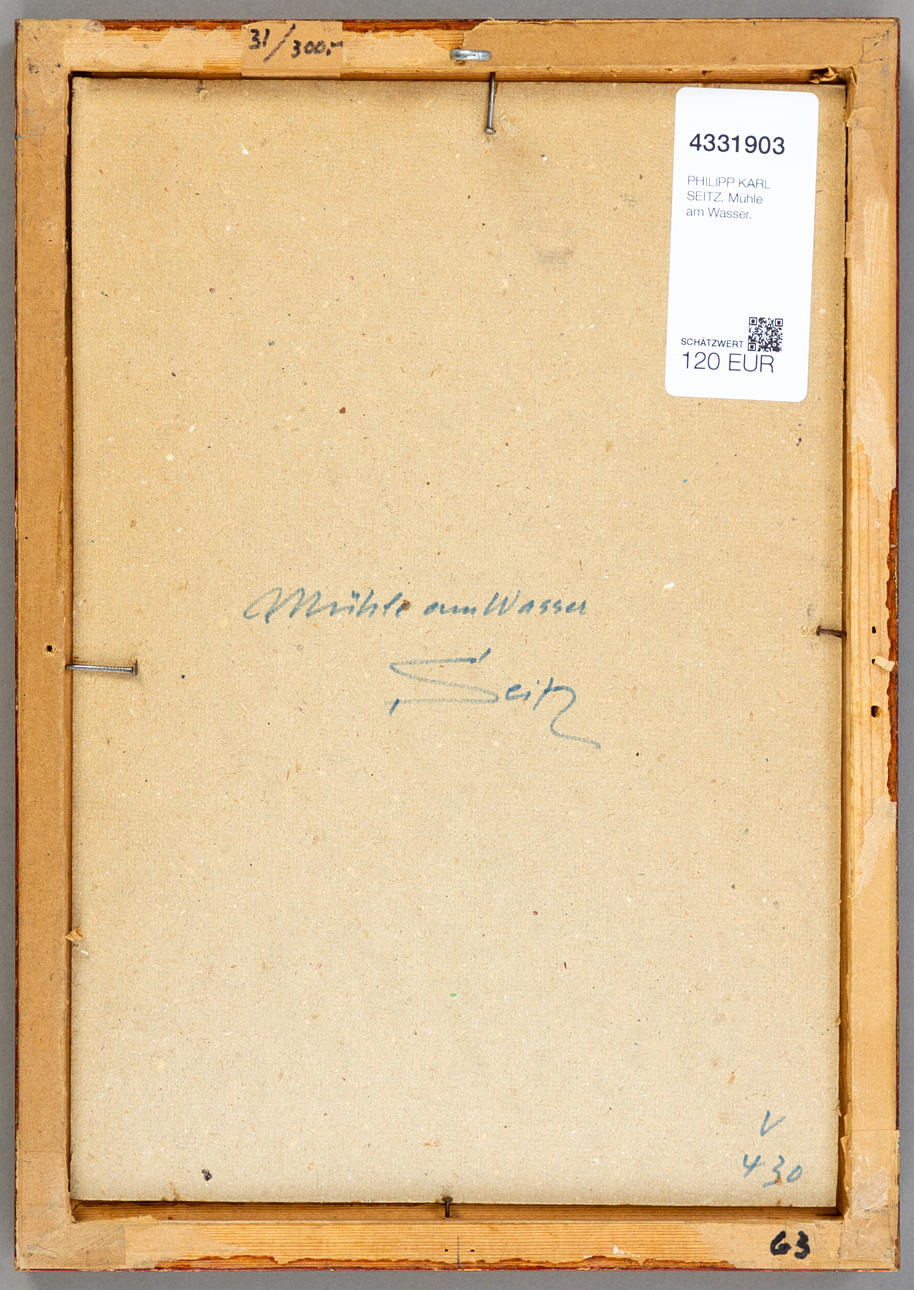 31/300.-
4331903
PHILIPP KARL
SEITZ. Mühle
am Wasser.
SCHÄTZWERT
120 EUR
Mühle am Wasser
Seitz
V
430
63